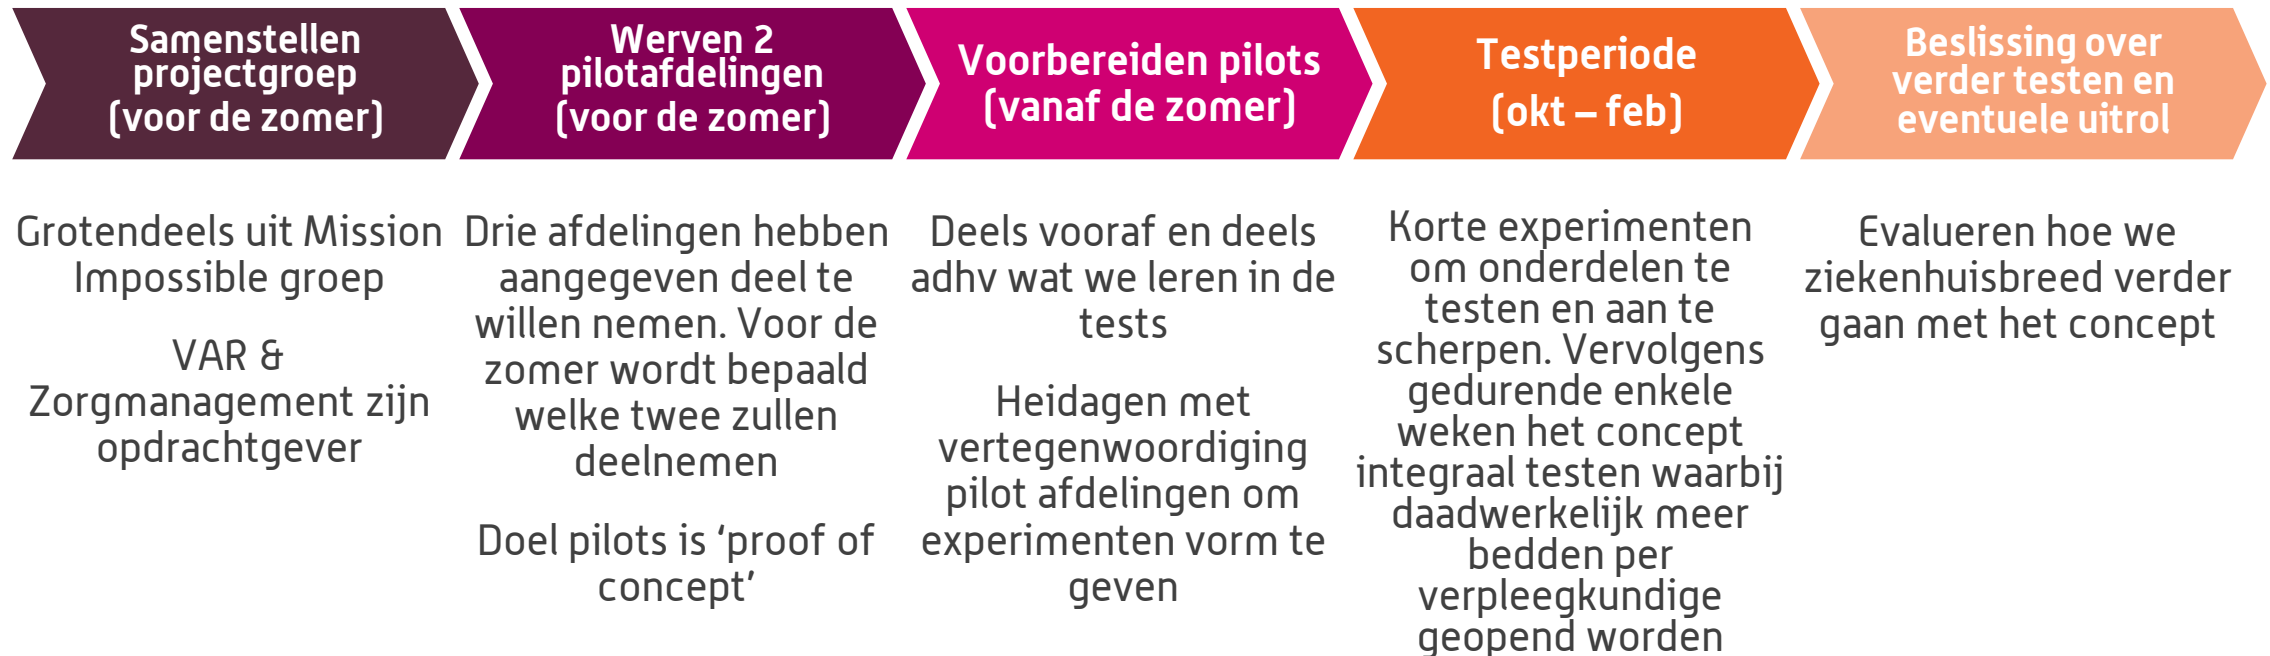 Samenstellen
projectgroep
(voor de zomer)
Werven 2
pilotafdelingen
(voor de zomer)
Voorbereiden pilots
(vanaf de zomer)
Testperiode
(okt – feb)
Beslissing over
verder testen en
eventuele uitrol
Grotendeels uit Mission
Impossible groep
VAR &
Zorgmanagement zijn
opdrachtgever
Drie afdelingen hebben
aangegeven deel te
willen nemen. Voor de
zomer wordt bepaald
welke twee zullen
deelnemen
Doel pilots is ‘proof of
concept’
Deels vooraf en deels
adhv wat we leren in de
tests
Heidagen met
vertegenwoordiging
pilot afdelingen om
experimenten vorm te
geven
Korte experimenten
om onderdelen te
testen en aan te
scherpen. Vervolgens
gedurende enkele
weken het concept
integraal testen waarbij
daadwerkelijk meer
bedden per
verpleegkundige
geopend worden
Evalueren hoe we
ziekenhuisbreed verder
gaan met het concept